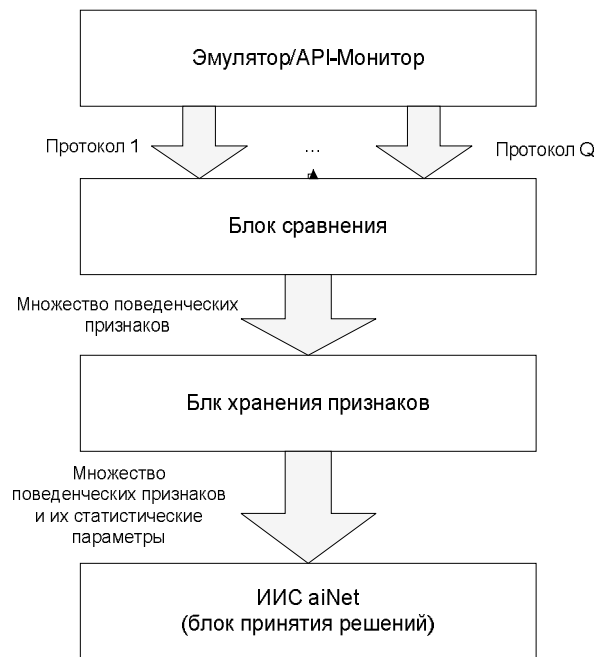 Эмулятор/API-Монитор
Протокол 1
...
Протокол Q
Блок сравнения
Множество поведенческих
признаков
Блк хранения признаков
Множество
поведенческих признаков
и их статистические
параметры
ИИС aiNet
(блок принятия решений)